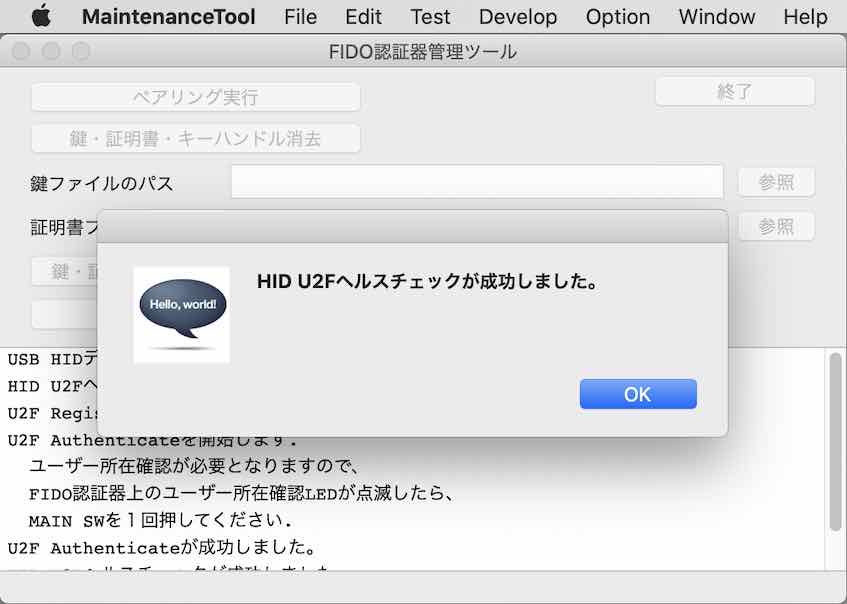 MaintenanceTool File Edit Test Develop Option Window Help
FIDO認証器管理ツール
ペアリング実行
終了
鍵・証明書・キーハンドル消去
鍵ファイルのパス
参照
証明書フ
参照
鍵・
HID U2Fヘルスチェックが成功しました。
Hello, world!
OK
USB HIDデ
HID U2Fヘ
U2F Regis
U2F Authenticateを開始します.
ユーザー所在確認が必要となりますので、
FIDO認証器上のユーザー所在確認LEDが点滅したら、
MAIN SWを1回押してください.
U2F Authenticateが成功しました。